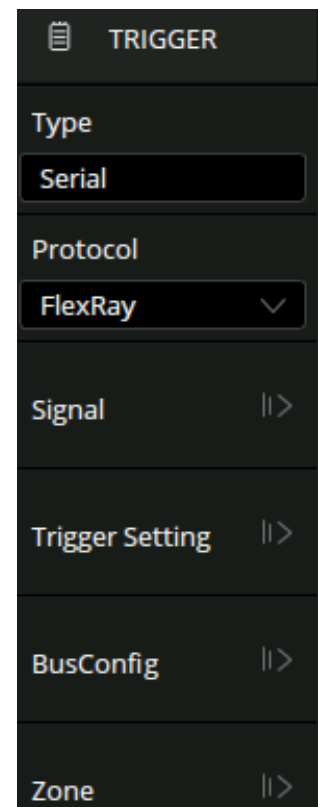 TRIGGER
Type
Serial
Protocol
FlexRay
Signal
Trigger Setting
BusConfig
Zone